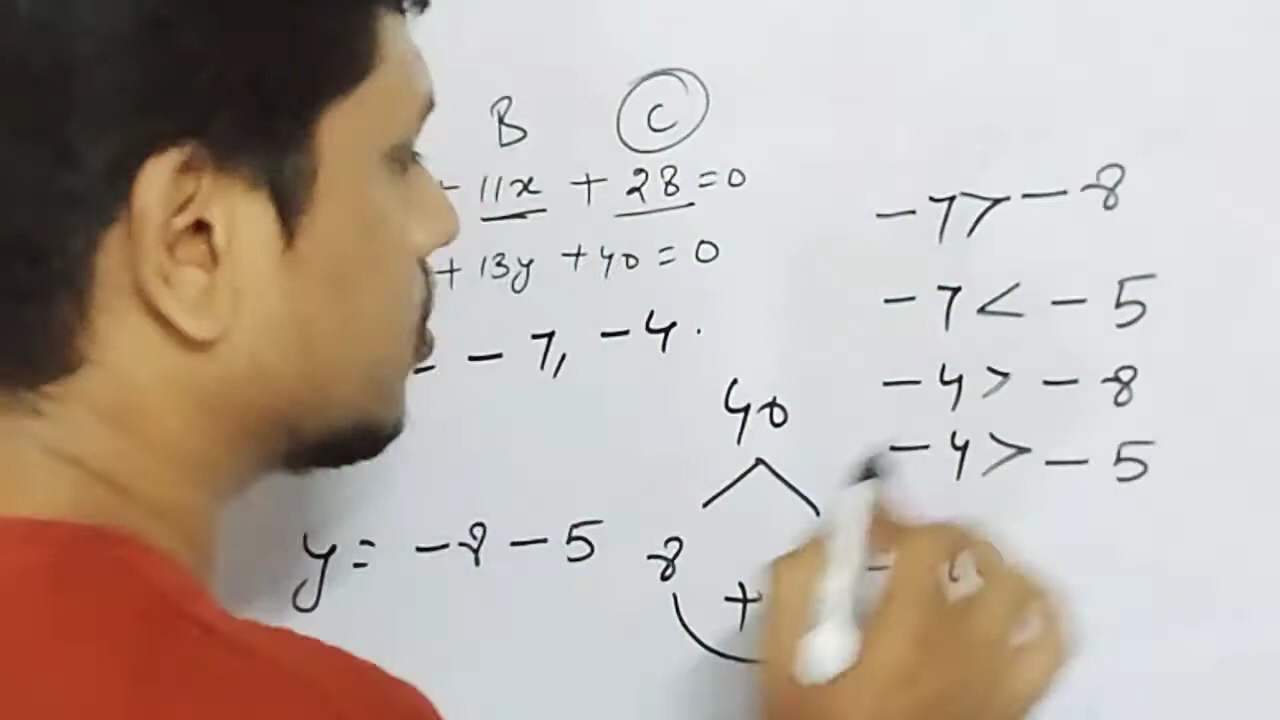 B C
- 11x + 28 = 0
+ 13y + 40 = 0
= - 7, - 4.
40
8
+
y = - 8 - 5
- 7 > - 8
- 7 < - 5
- 4 > - 8
- 4 > - 5